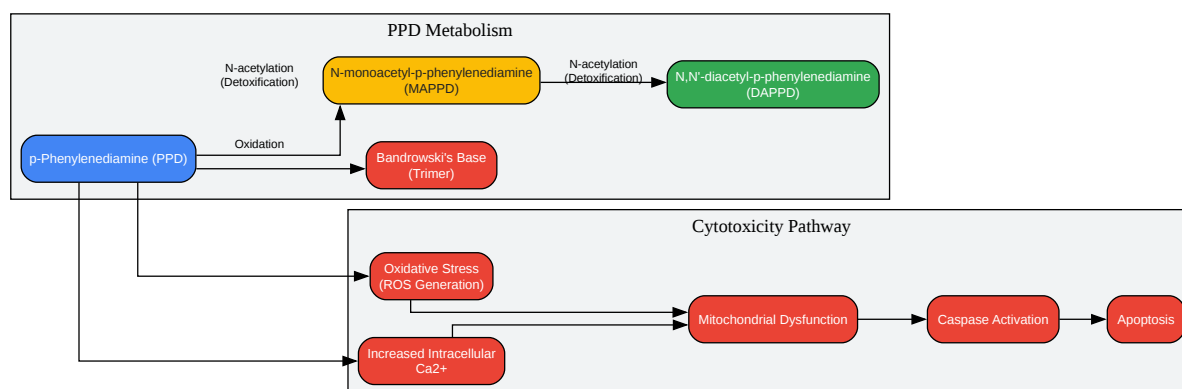 PPD Metabolism
N-acetylation
(Detoxification)
N-monoacetyl-p-phenylenediamine
(MAPPD)
N-acetylation
(Detoxification)
N,N'-diacetyl-p-phenylenediamine
(DAPPD)
p-Phenylenediamine (PPD)
Oxidation
Bandrowski's Base
(Trimer)
Cytotoxicity Pathway
Oxidative Stress
(ROS Generation)
Mitochondrial Dysfunction
Caspase Activation
Apoptosis
Increased Intracellular
Ca2+